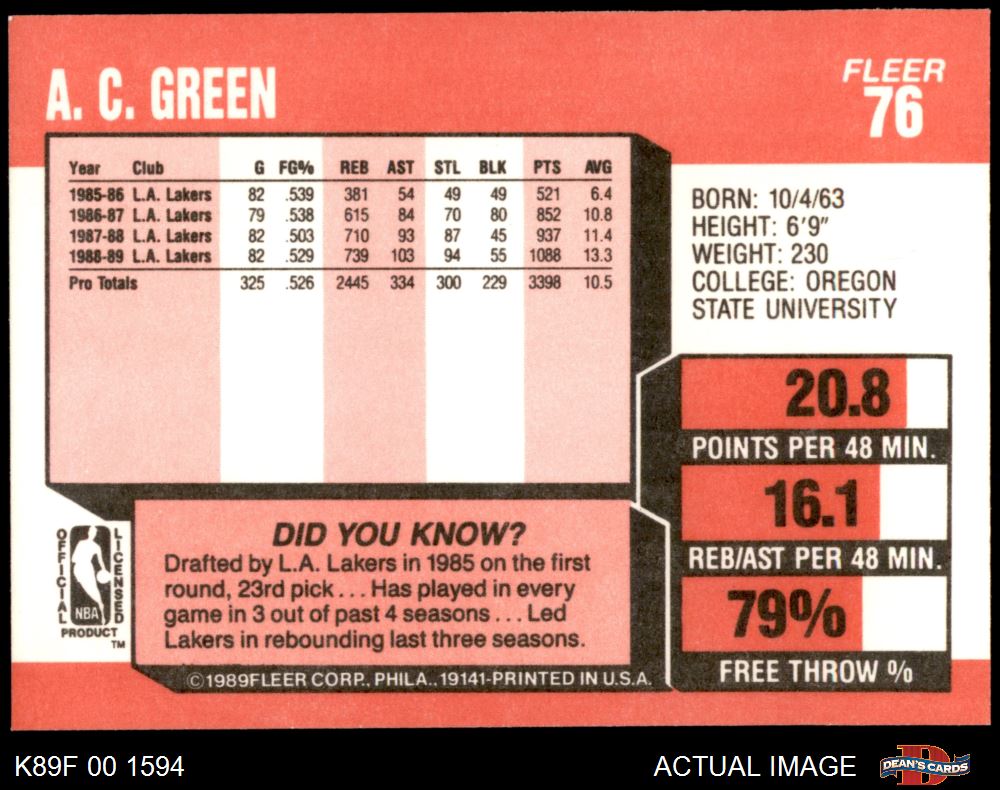 A. C. GREEN
FLEER
76
Year Club G FG% REB AST STL BLK PTS AVG
1985-86 L.A. Lakers 82 .539 381 54 49 49 521 6.4
1986-87 L.A. Lakers 79 .538 615 84 70 80 852 10.8
1987-88 L.A. Lakers 82 .503 710 93 87 45 937 11.4
1988-89 L.A. Lakers 82 .529 739 103 94 55 1088 13.3
Pro Totals 325 .526 2445 334 300 229 3398 10.5
BORN: 10/4/63
HEIGHT: 6'9"
WEIGHT: 230
COLLEGE: OREGON
STATE UNIVERSITY
20.8
POINTS PER 48 MIN.
16.1
REB/AST PER 48 MIN.
79%
FREE THROW %
OFFICIAL LICENSED
NBA
PRODUCT
TM
DID YOU KNOW?
Drafted by L.A. Lakers in 1985 on the first
round, 23rd pick . . . Has played in every
game in 3 out of past 4 seasons . . . Led
Lakers in rebounding last three seasons.
©1989FLEER CORP., PHILA., 19141-PRINTED IN U.S.A.
K89F 00 1594
ACTUAL IMAGE
D
DEAN'S CARDS